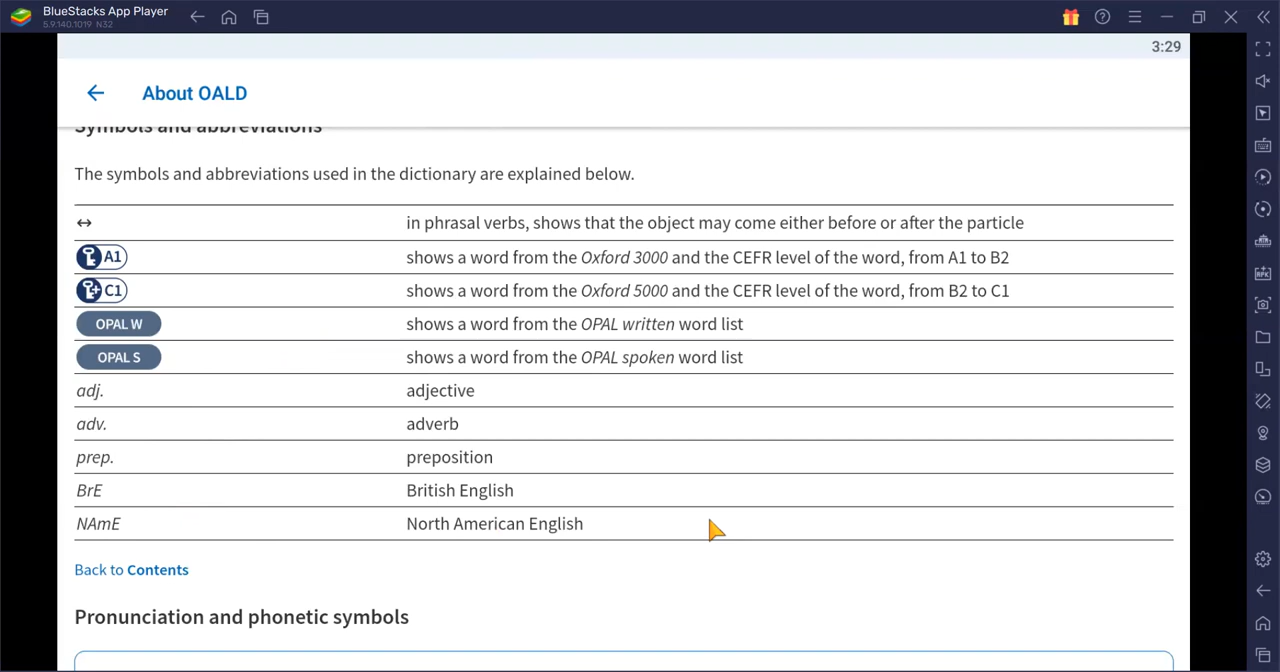 BlueStacks App Player
5.9.140.1019 N32
3:29
About OALD
Symbols and abbreviations
The symbols and abbreviations used in the dictionary are explained below.
↔ in phrasal verbs, shows that the object may come either before or after the particle
A1 shows a word from the Oxford 3000 and the CEFR level of the word, from A1 to B2
C1 shows a word from the Oxford 5000 and the CEFR level of the word, from B2 to C1
OPAL W shows a word from the OPAL written word list
OPAL S shows a word from the OPAL spoken word list
adj. adjective
adv. adverb
prep. preposition
BrE British English
NAmE North American English
Back to Contents
Pronunciation and phonetic symbols